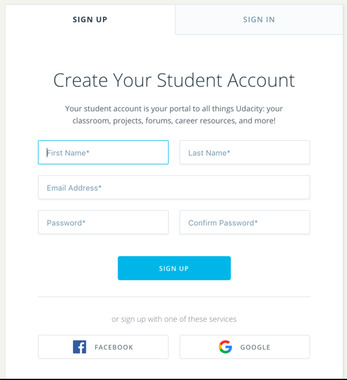 SIGN UP
SIGN IN
Create Your Student Account
Your student account is your portal to all things Udacity: your
classroom, projects, forums, career resources, and more!
First Name*
Last Name*
Email Address*
Password*
Confirm Password*
SIGN UP
or sign up with one of these services
FACEBOOK
GOOGLE